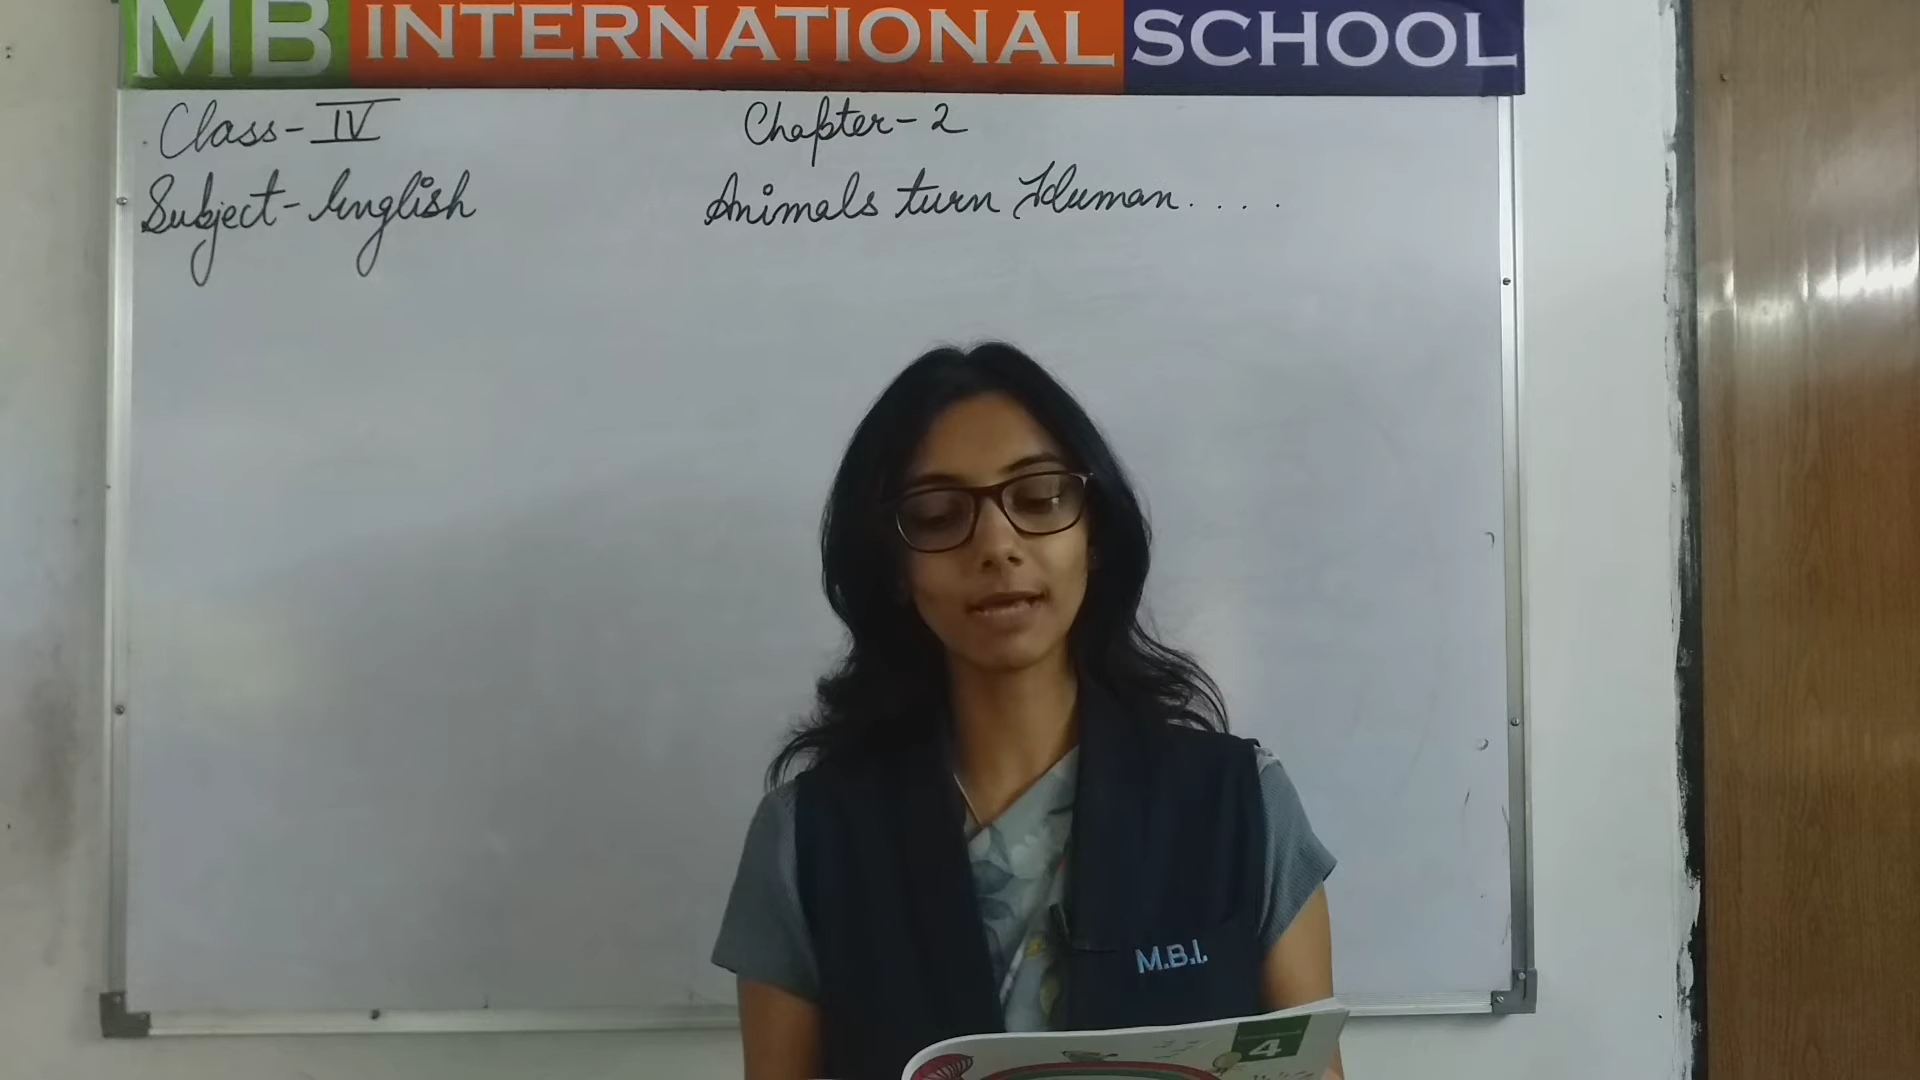 MB INTERNATIONAL SCHOOL
Class - IV
Chapter - 2
Subject - English
Animals turn Human . . . .
M.B.I.
4